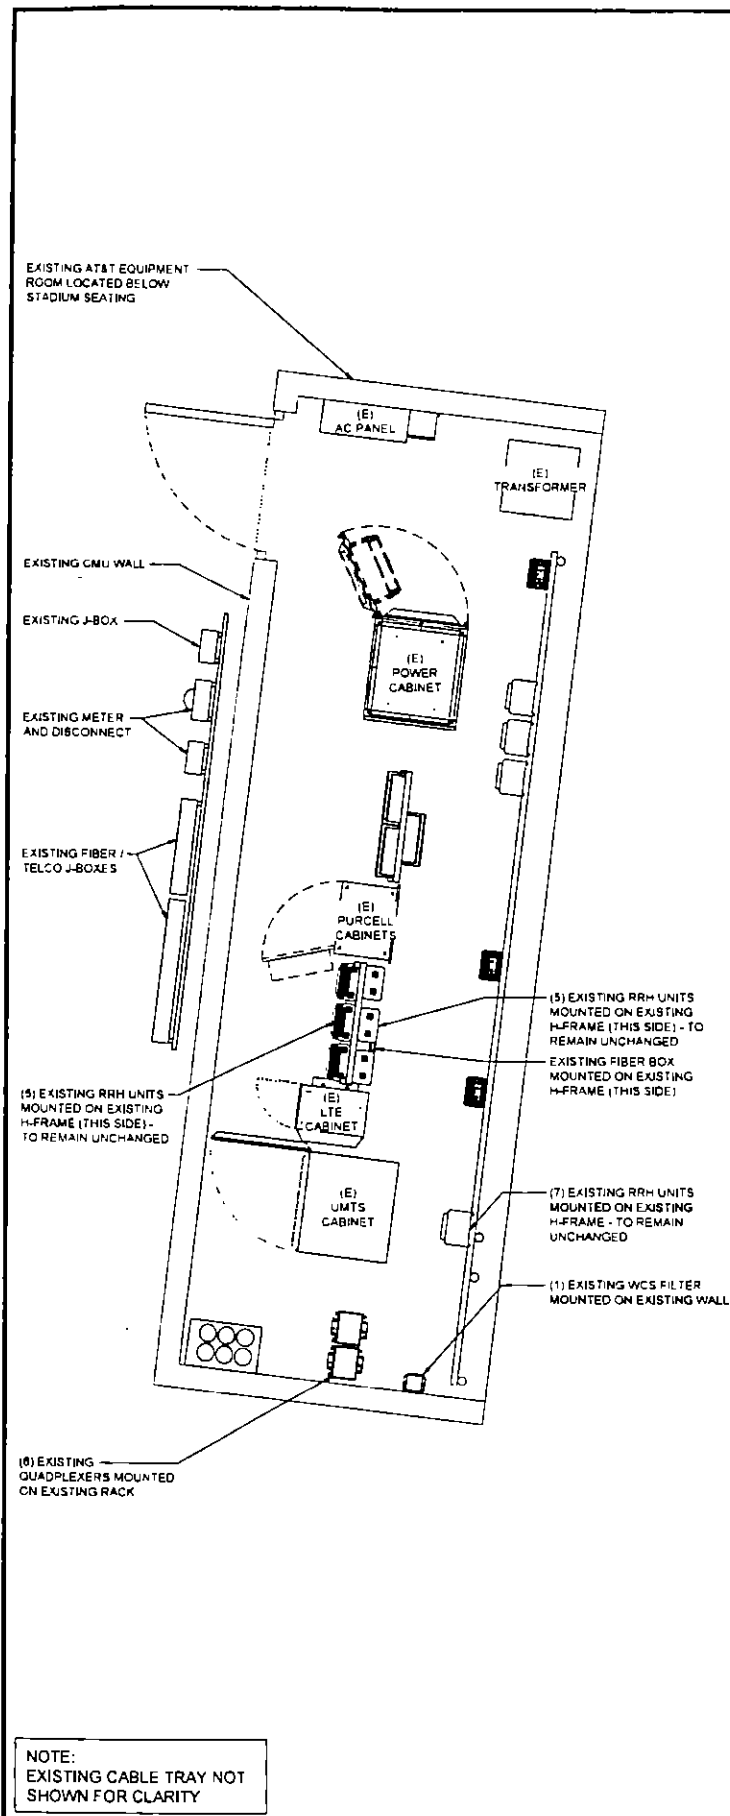 EXISTING AT&T EQUIPMENT
ROOM LOCATED BELOW
STADIUM SEATING
(E)
AC PANEL
(E)
TRANSFORMER
EXISTING CMU WALL
EXISTING J-BOX
(E)
POWER
CABINET
EXISTING METER
AND DISCONNECT
EXISTING FIBER /
TELCO J-BOXES
(E)
PURCELL
CABINETS
(5) EXISTING RRH UNITS
MOUNTED ON EXISTING
H-FRAME (THIS SIDE) - TO
REMAIN UNCHANGED
EXISTING FIBER BOX
MOUNTED ON EXISTING
H-FRAME (THIS SIDE)
(5) EXISTING RRH UNITS
MOUNTED ON EXISTING
H-FRAME (THIS SIDE) -
TO REMAIN UNCHANGED
(E)
LTE
CABINET
(E)
UMTS
CABINET
(7) EXISTING RRH UNITS
MOUNTED ON EXISTING
H-FRAME - TO REMAIN
UNCHANGED
(1) EXISTING WCS FILTER
MOUNTED ON EXISTING WALL
(6) EXISTING
QUADPLEXERS MOUNTED
ON EXISTING RACK
NOTE:
EXISTING CABLE TRAY NOT
SHOWN FOR CLARITY